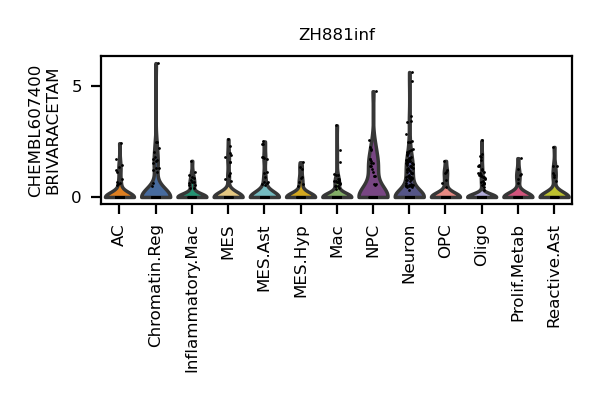 ZH881inf
CHEMBL607400
BRIVARACETAM
5
0
AC
Chromatin.Reg
Inflammatory.Mac
MES
MES.Ast
MES.Hyp
Mac
NPC
Neuron
OPC
Oligo
Prolif.Metab
Reactive.Ast